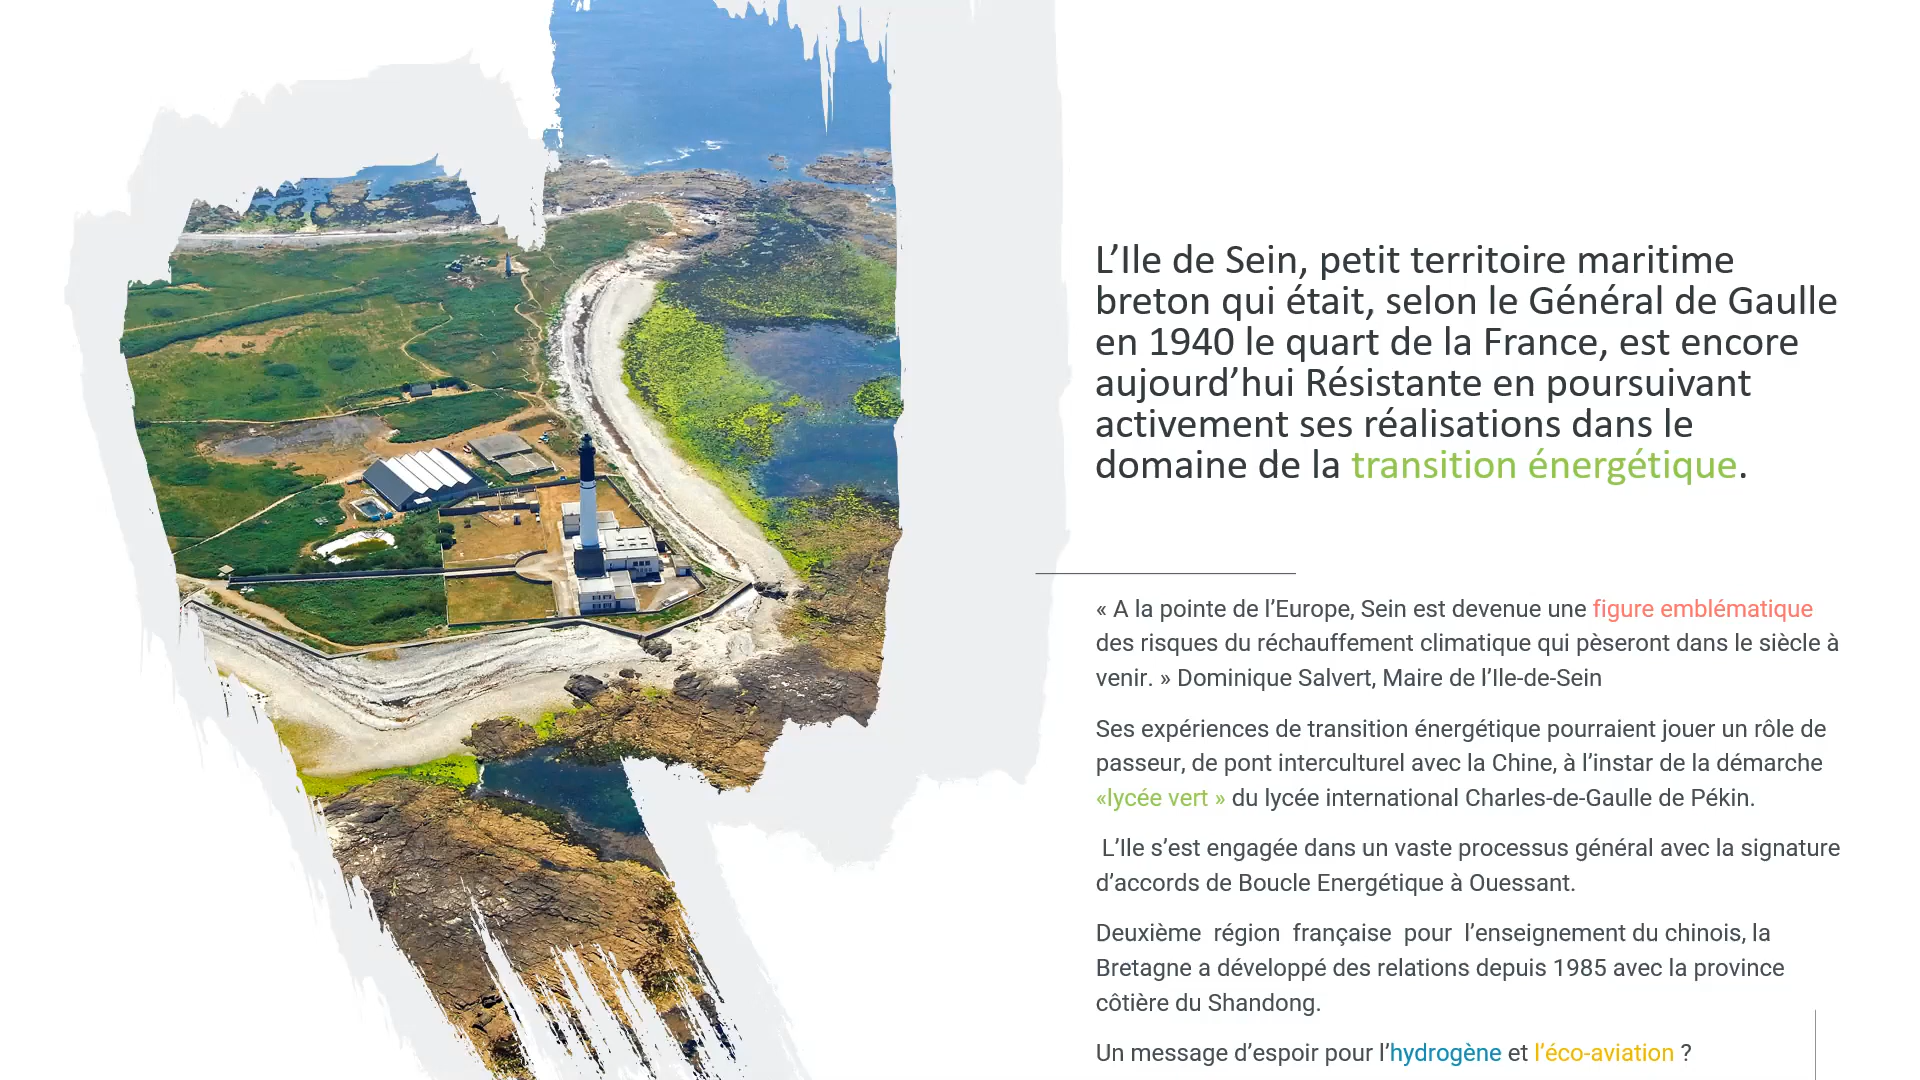 L’Ile de Sein, petit territoire maritime
breton qui était, selon le Général de Gaulle
en 1940 le quart de la France, est encore
aujourd’hui Résistante en poursuivant
activement ses réalisations dans le
domaine de la transition énergétique.
« A la pointe de l’Europe, Sein est devenue une figure emblématique
des risques du réchauffement climatique qui pèseront dans le siècle à
venir. » Dominique Salvert, Maire de l’Ile-de-Sein
Ses expériences de transition énergétique pourraient jouer un rôle de
passeur, de pont interculturel avec la Chine, à l’instar de la démarche
«lycée vert » du lycée international Charles-de-Gaulle de Pékin.
L’Ile s’est engagée dans un vaste processus général avec la signature
d’accords de Boucle Energétique à Ouessant.
Deuxième région française pour l’enseignement du chinois, la
Bretagne a développé des relations depuis 1985 avec la province
côtière du Shandong.
Un message d’espoir pour l’hydrogène et l’éco-aviation ?